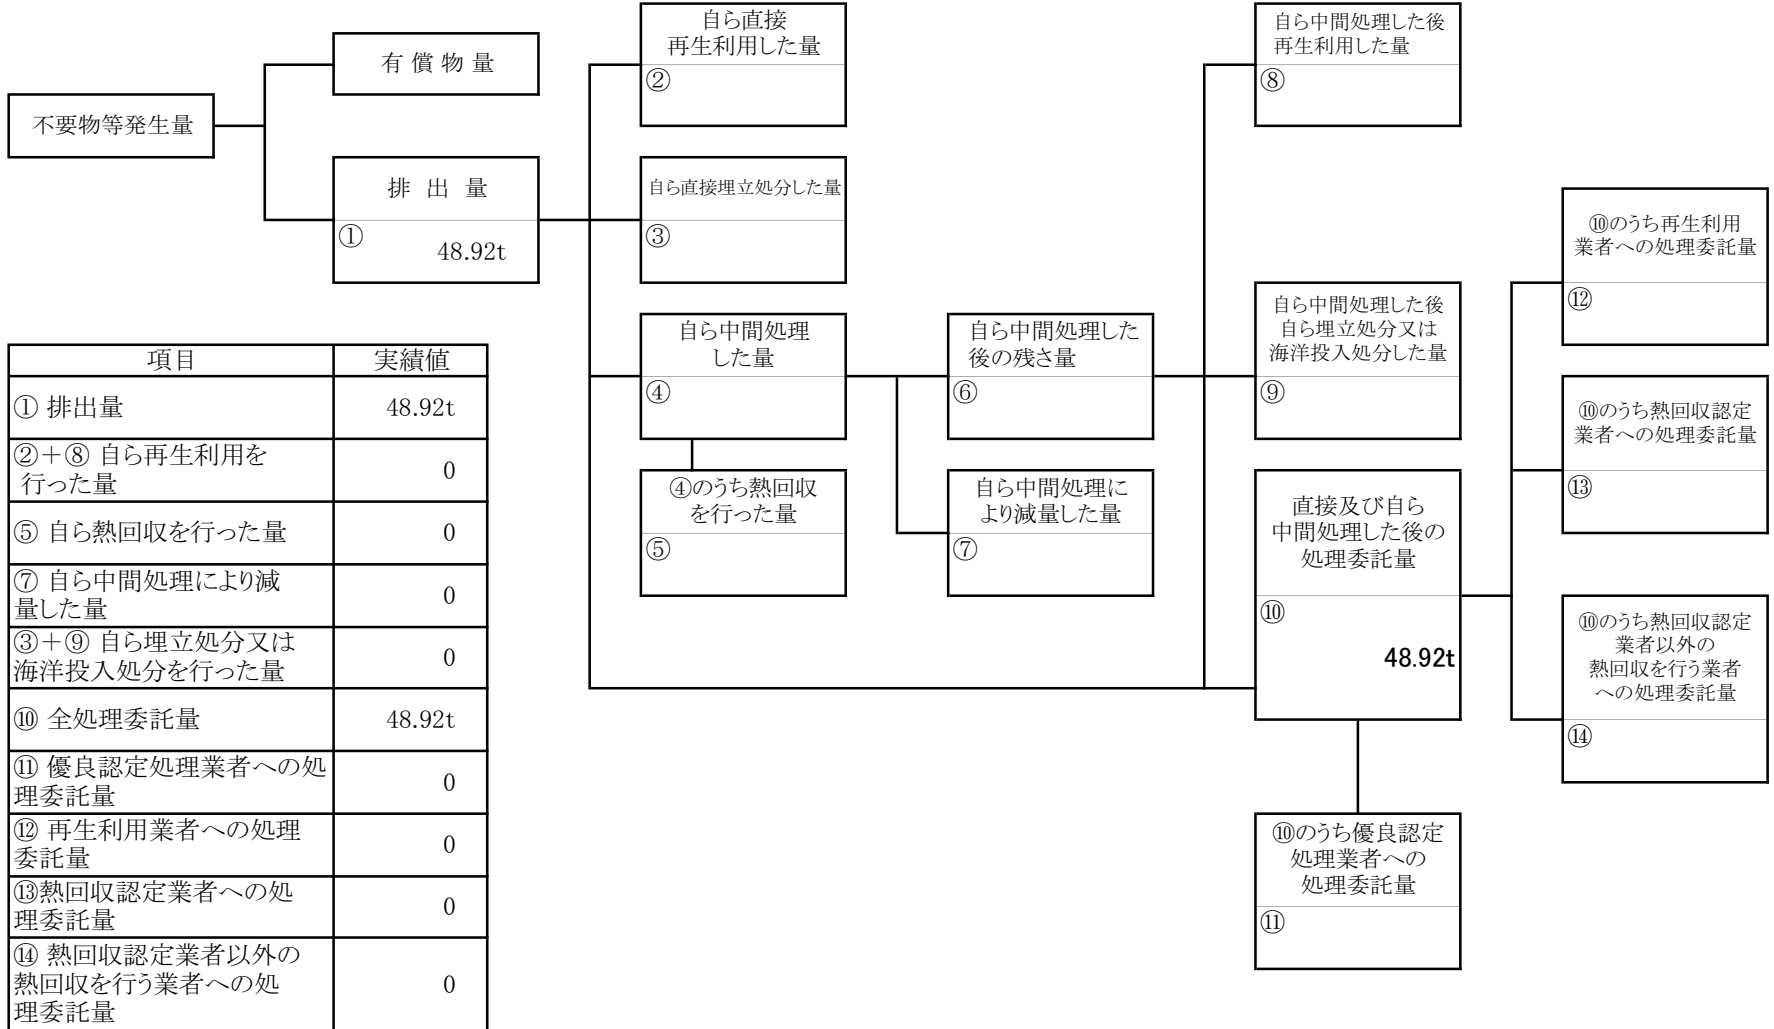 不要物等発生量
有 償 物 量
排 出 量
①
48.92t
自ら直接
再生利用した量
②
自ら直接埋立処分した量
③
自ら中間処理
した量
④
④のうち熱回収
を行った量
⑤
自ら中間処理した
後の残さ量
⑥
自ら中間処理に
より減量した量
⑦
自ら中間処理した後
再生利用した量
⑧
自ら中間処理した後
自ら埋立処分又は
海洋投入処分した量
⑨
直接及び自ら
中間処理した後の
処理委託量
⑩
48.92t
⑩のうち優良認定
処理業者への
処理委託量
⑪
⑩のうち再生利用
業者への処理委託量
⑫
⑩のうち熱回収認定
業者への処理委託量
⑬
⑩のうち熱回収認定
業者以外の
熱回収を行う業者
への処理委託量
⑭
項目 実績値
① 排出量 48.92t
②＋⑧ 自ら再生利用を
行った量 0
⑤ 自ら熱回収を行った量 0
⑦ 自ら中間処理により減
量した量 0
③＋⑨ 自ら埋立処分又は
海洋投入処分を行った量 0
⑩ 全処理委託量 48.92t
⑪ 優良認定処理業者への処
理委託量 0
⑫ 再生利用業者への処理
委託量 0
⑬熱回収認定業者への処
理委託量 0
⑭ 熱回収認定業者以外の
熱回収を行う業者への処
理委託量 0